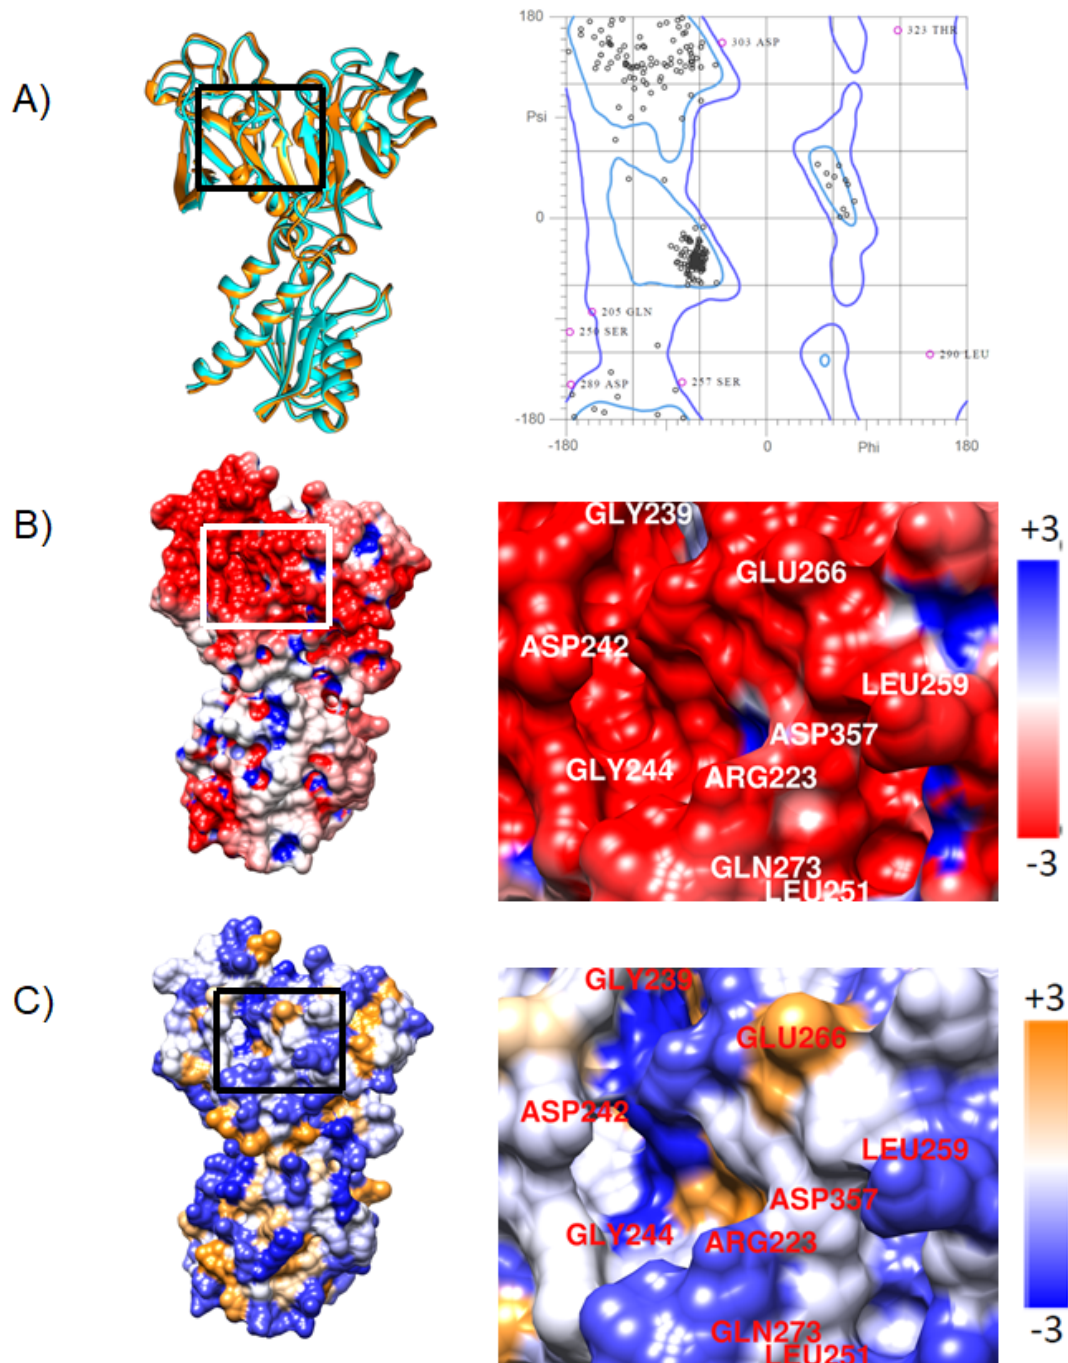 A)
180
303 ASP
323 THR
Psi
0
205 GLN
250 SER
290 LEU
289 ASP
257 SER
-180
-180
0
Phi
180
B)
GLY239
GLU266
ASP242
LEU259
ASP357
GLY244
ARG223
GLN273
LEU251
+3
-3
C)
GLY239
GLU266
ASP242
LEU259
ASP357
GLY244
ARG223
GLN273
LEU251
+3
-3